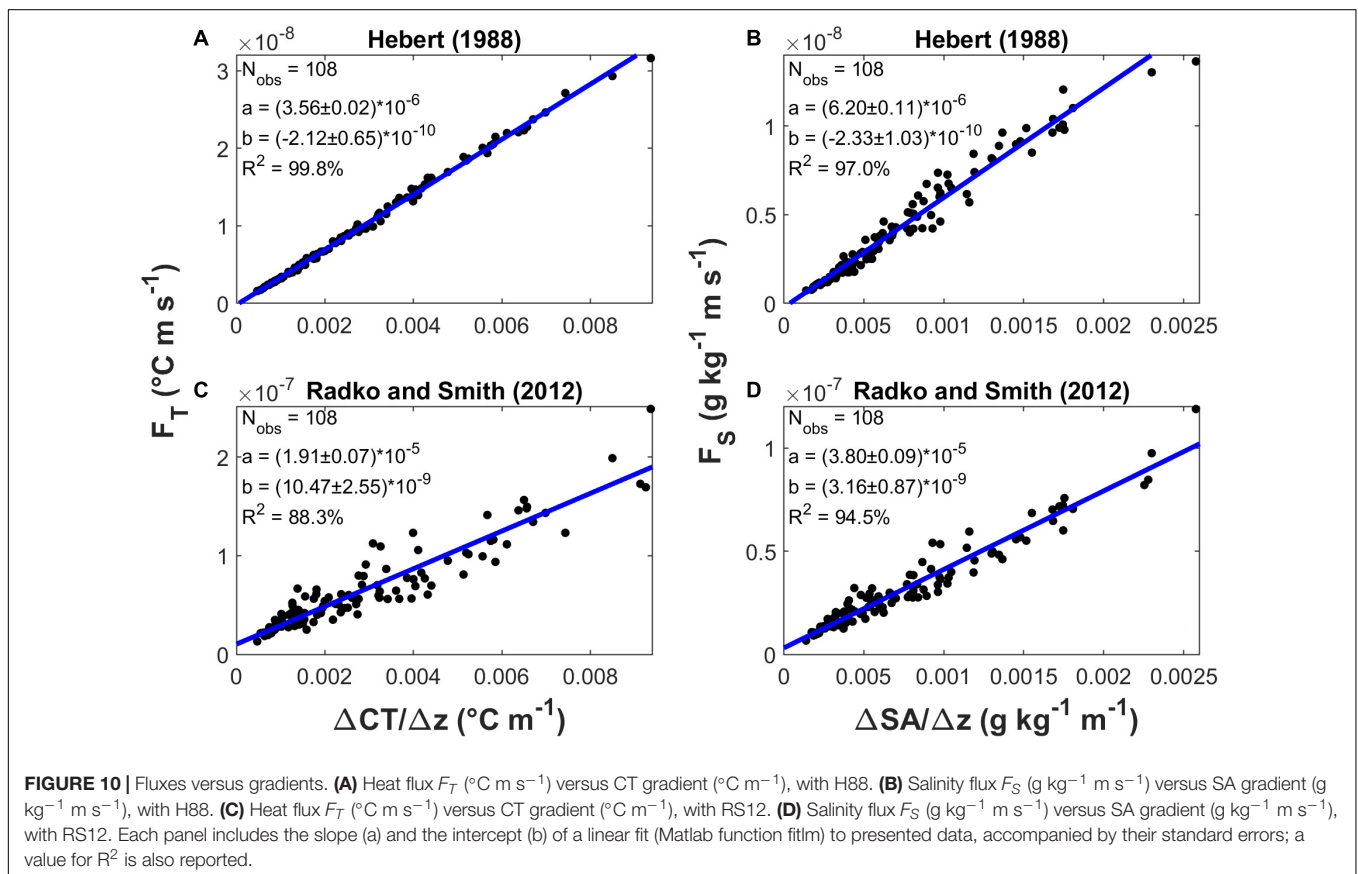 A
×10⁻⁸
Hebert (1988)
N_obs = 108
a = (3.56±0.02)*10⁻⁶
b = (-2.12±0.65)*10⁻¹⁰
R² = 99.8%
3
2
1
0
0 0.002 0.004 0.006 0.008
B
×10⁻⁸
Hebert (1988)
N_obs = 108
a = (6.20±0.11)*10⁻⁶
b = (-2.33±1.03)*10⁻¹⁰
R² = 97.0%
1
0.5
0
0 0.005 0.001 0.0015 0.002 0.0025
F_T (°C m s⁻¹)
F_S (g kg⁻¹ m s⁻¹)
C
×10⁻⁷
Radko and Smith (2012)
N_obs = 108
a = (1.91±0.07)*10⁻⁵
b = (10.47±2.55)*10⁻⁹
R² = 88.3%
2
1
0
0 0.002 0.004 0.006 0.008
ΔCT/Δz (°C m⁻¹)
D
×10⁻⁷
Radko and Smith (2012)
N_obs = 108
a = (3.80±0.09)*10⁻⁵
b = (3.16±0.87)*10⁻⁹
R² = 94.5%
1
0.5
0
0 0.005 0.001 0.0015 0.002 0.0025
ΔSA/Δz (g kg⁻¹ m⁻¹)
FIGURE 10 | Fluxes versus gradients. (A) Heat flux F_T (°C m s⁻¹) versus CT gradient (°C m⁻¹), with H88. (B) Salinity flux F_S (g kg⁻¹ m s⁻¹) versus SA gradient (g
kg⁻¹ m s⁻¹), with H88. (C) Heat flux F_T (°C m s⁻¹) versus CT gradient (°C m⁻¹), with RS12. (D) Salinity flux F_S (g kg⁻¹ m s⁻¹) versus SA gradient (g kg⁻¹ m s⁻¹),
with RS12. Each panel includes the slope (a) and the intercept (b) of a linear fit (Matlab function fitlm) to presented data, accompanied by their standard errors; a
value for R² is also reported.